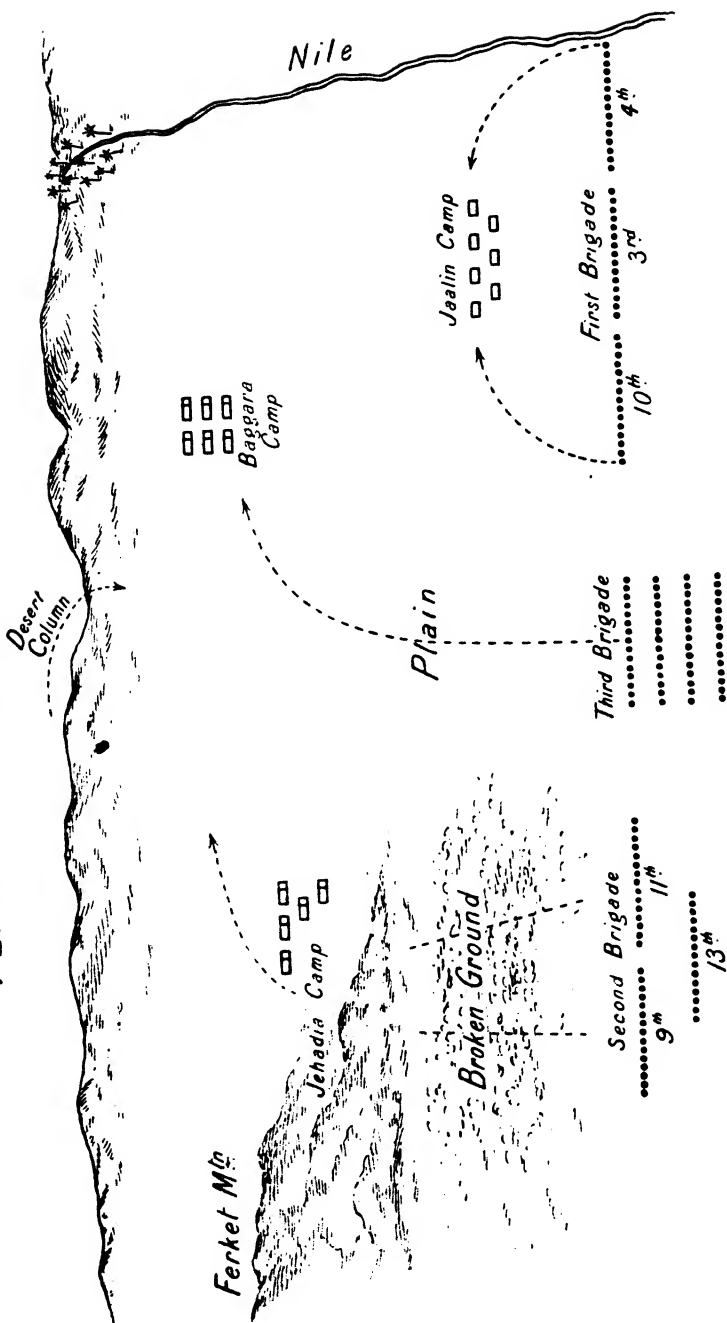 Nile
Desert
Column
Baggara
Camp
Jaalin Camp
First Brigade
4th
3rd
10th
Plain
Third Brigade
Ferket Mtn
Jehadia Camp
Broken Ground
Second Brigade
9th
11th
13th